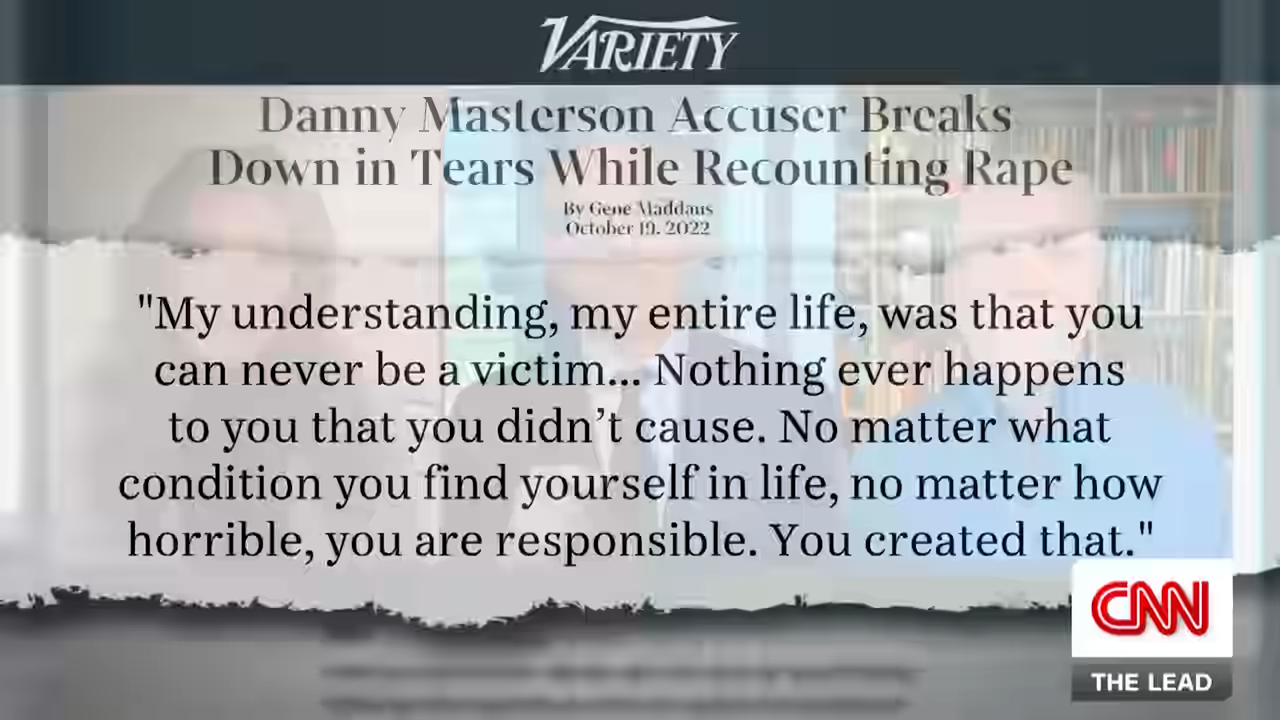 VARIETY
Danny Masterson Accuser Breaks
Down in Tears While Recounting Rape
By Gene Maddaus
October 19, 2022
"My understanding, my entire life, was that you
can never be a victim... Nothing ever happens
to you that you didn’t cause. No matter what
condition you find yourself in life, no matter how
horrible, you are responsible. You created that."
CNN
THE LEAD